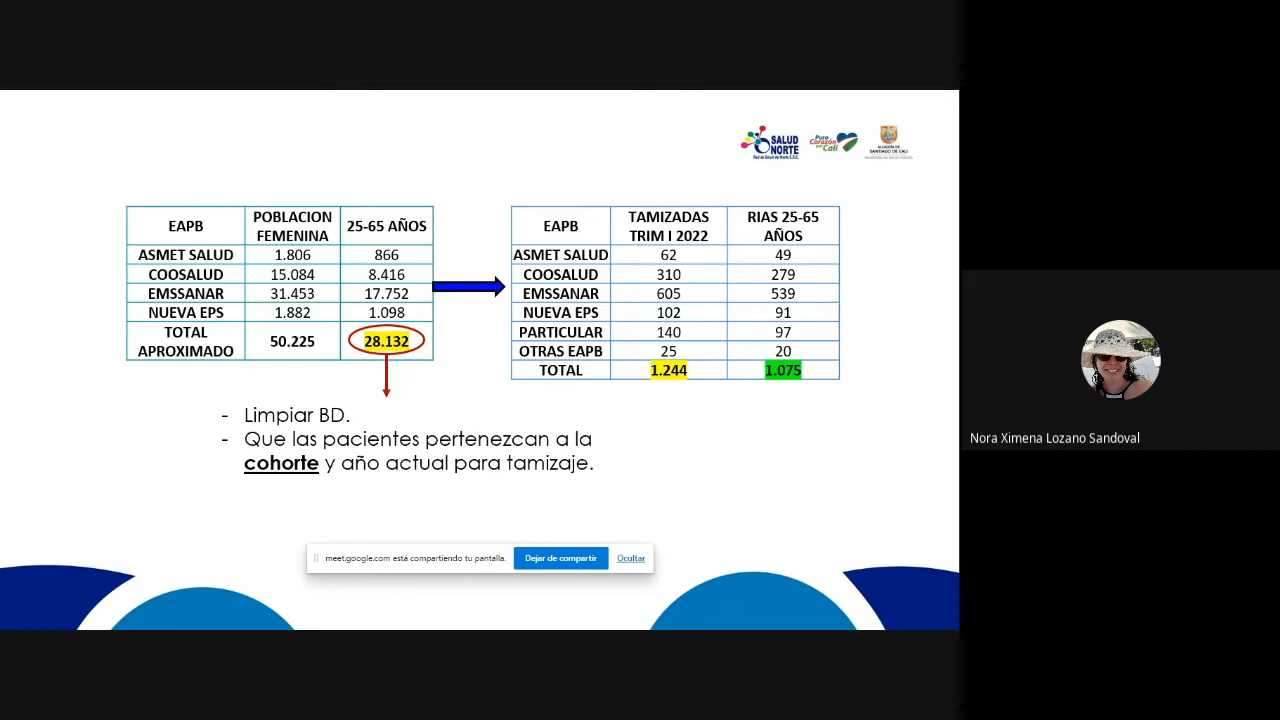 SALUD
NORTE
Red de Salud del Norte E.S.E.
Puro
Corazón
por Cali
ALCALDÍA DE
SANTIAGO DE CALI
EAPB
POBLACION
FEMENINA
25-65 AÑOS
ASMET SALUD 1.806 866
COOSALUD 15.084 8.416
EMSSANAR 31.453 17.752
NUEVA EPS 1.882 1.098
TOTAL
APROXIMADO
50.225 28.132
EAPB
TAMIZADAS
TRIM I 2022
RIAS 25-65
AÑOS
ASMET SALUD 62 49
COOSALUD 310 279
EMSSANAR 605 539
NUEVA EPS 102 91
PARTICULAR 140 97
OTRAS EAPB 25 20
TOTAL 1.244 1.075
- Limpiar BD.
- Que las pacientes pertenezcan a la
cohorte y año actual para tamizaje.
Nora Ximena Lozano Sandoval
meet.google.com está compartiendo tu pantalla. Dejar de compartir Ocultar